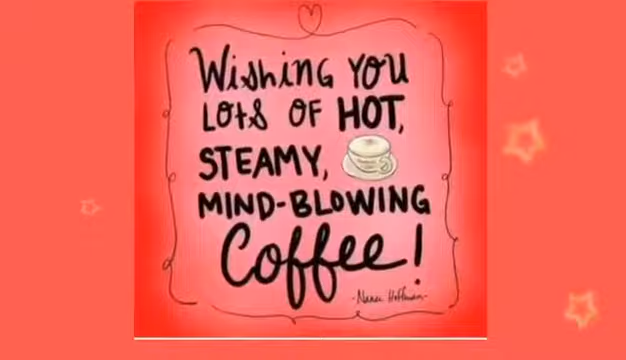 WishinG YOU
LOtS OF HOT,
STEAMY,
MIND-BLOWING
Coffee!